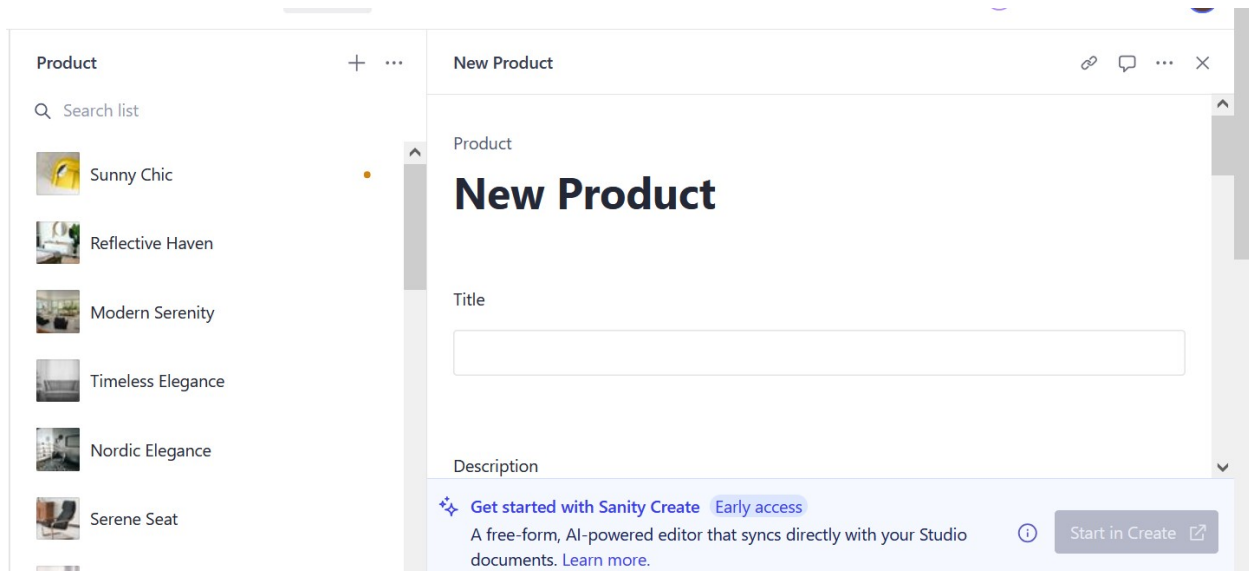 Product
Search list
Sunny Chic
Reflective Haven
Modern Serenity
Timeless Elegance
Nordic Elegance
Serene Seat
New Product
Product
New Product
Title
Description
Get started with Sanity Create Early access
A free-form, AI-powered editor that syncs directly with your Studio
documents. Learn more.
Start in Create